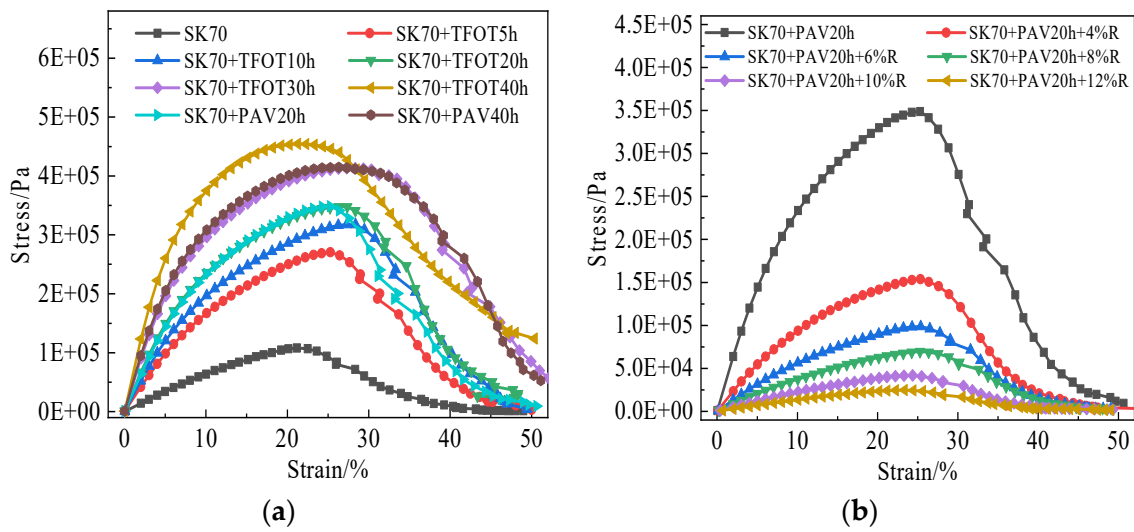 6E+05
5E+05
4E+05
3E+05
2E+05
1E+05
0E+00
Stress/Pa
SK70
SK70+TFOT5h
SK70+TFOT10h
SK70+TFOT20h
SK70+TFOT30h
SK70+TFOT40h
SK70+PAV20h
SK70+PAV40h
0 10 20 30 40 50
Strain/%
(a)
4.5E+05
4.0E+05
3.5E+05
3.0E+05
2.5E+05
2.0E+05
1.5E+05
1.0E+05
5.0E+04
0.0E+00
Stress/Pa
SK70+PAV20h
SK70+PAV20h+4%R
SK70+PAV20h+6%R
SK70+PAV20h+8%R
SK70+PAV20h+10%R
SK70+PAV20h+12%R
0 10 20 30 40 50
Strain/%
(b)